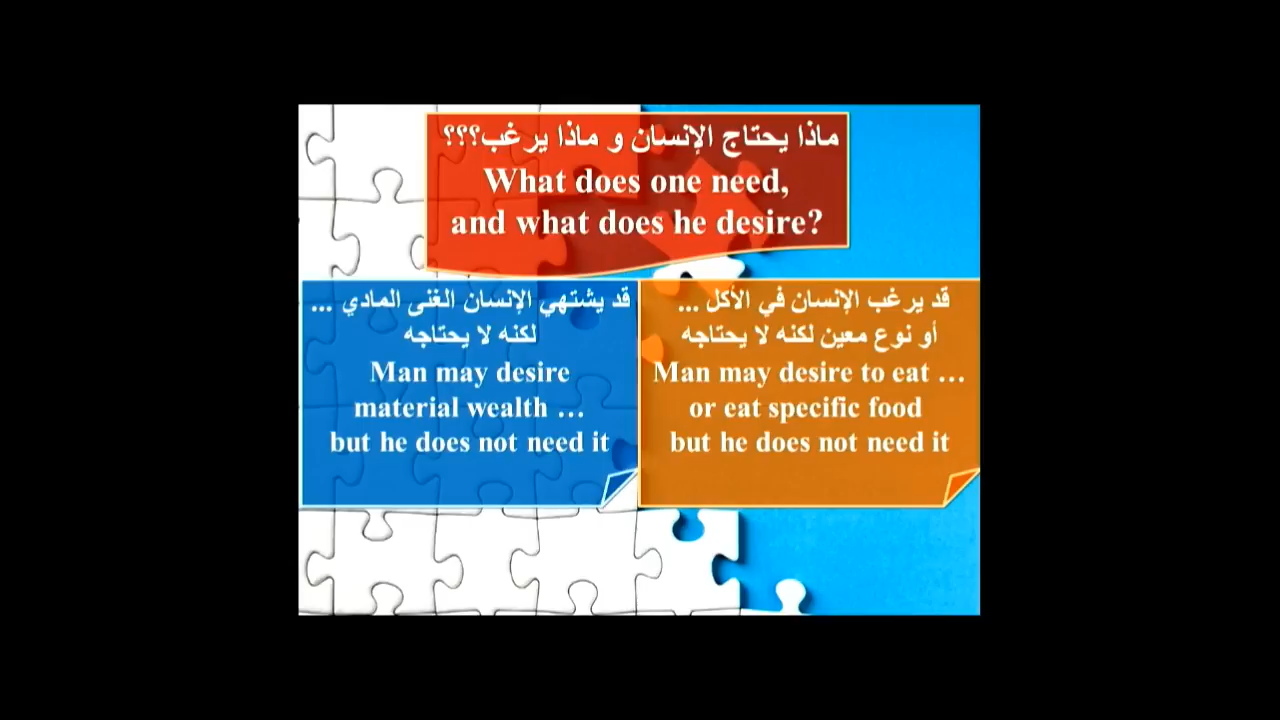 ماذا يحتاج الإنسان و ماذا يرغب؟؟؟
What does one need,
and what does he desire?
قد يرغب الإنسان في الأكل ...
أو نوع معين لكنه لا يحتاجه
Man may desire to eat …
or eat specific food
but he does not need it
قد يشتهي الإنسان الغنى المادي ...
لكنه لا يحتاجه
Man may desire
material wealth …
but he does not need it